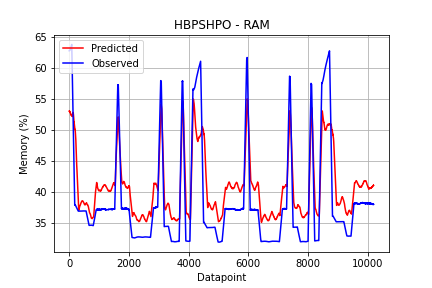 HBPSHPO - RAM
Predicted
Observed
Memory (%)
65
60
55
50
45
40
35
0
2000
4000
6000
8000
10000
Datapoint